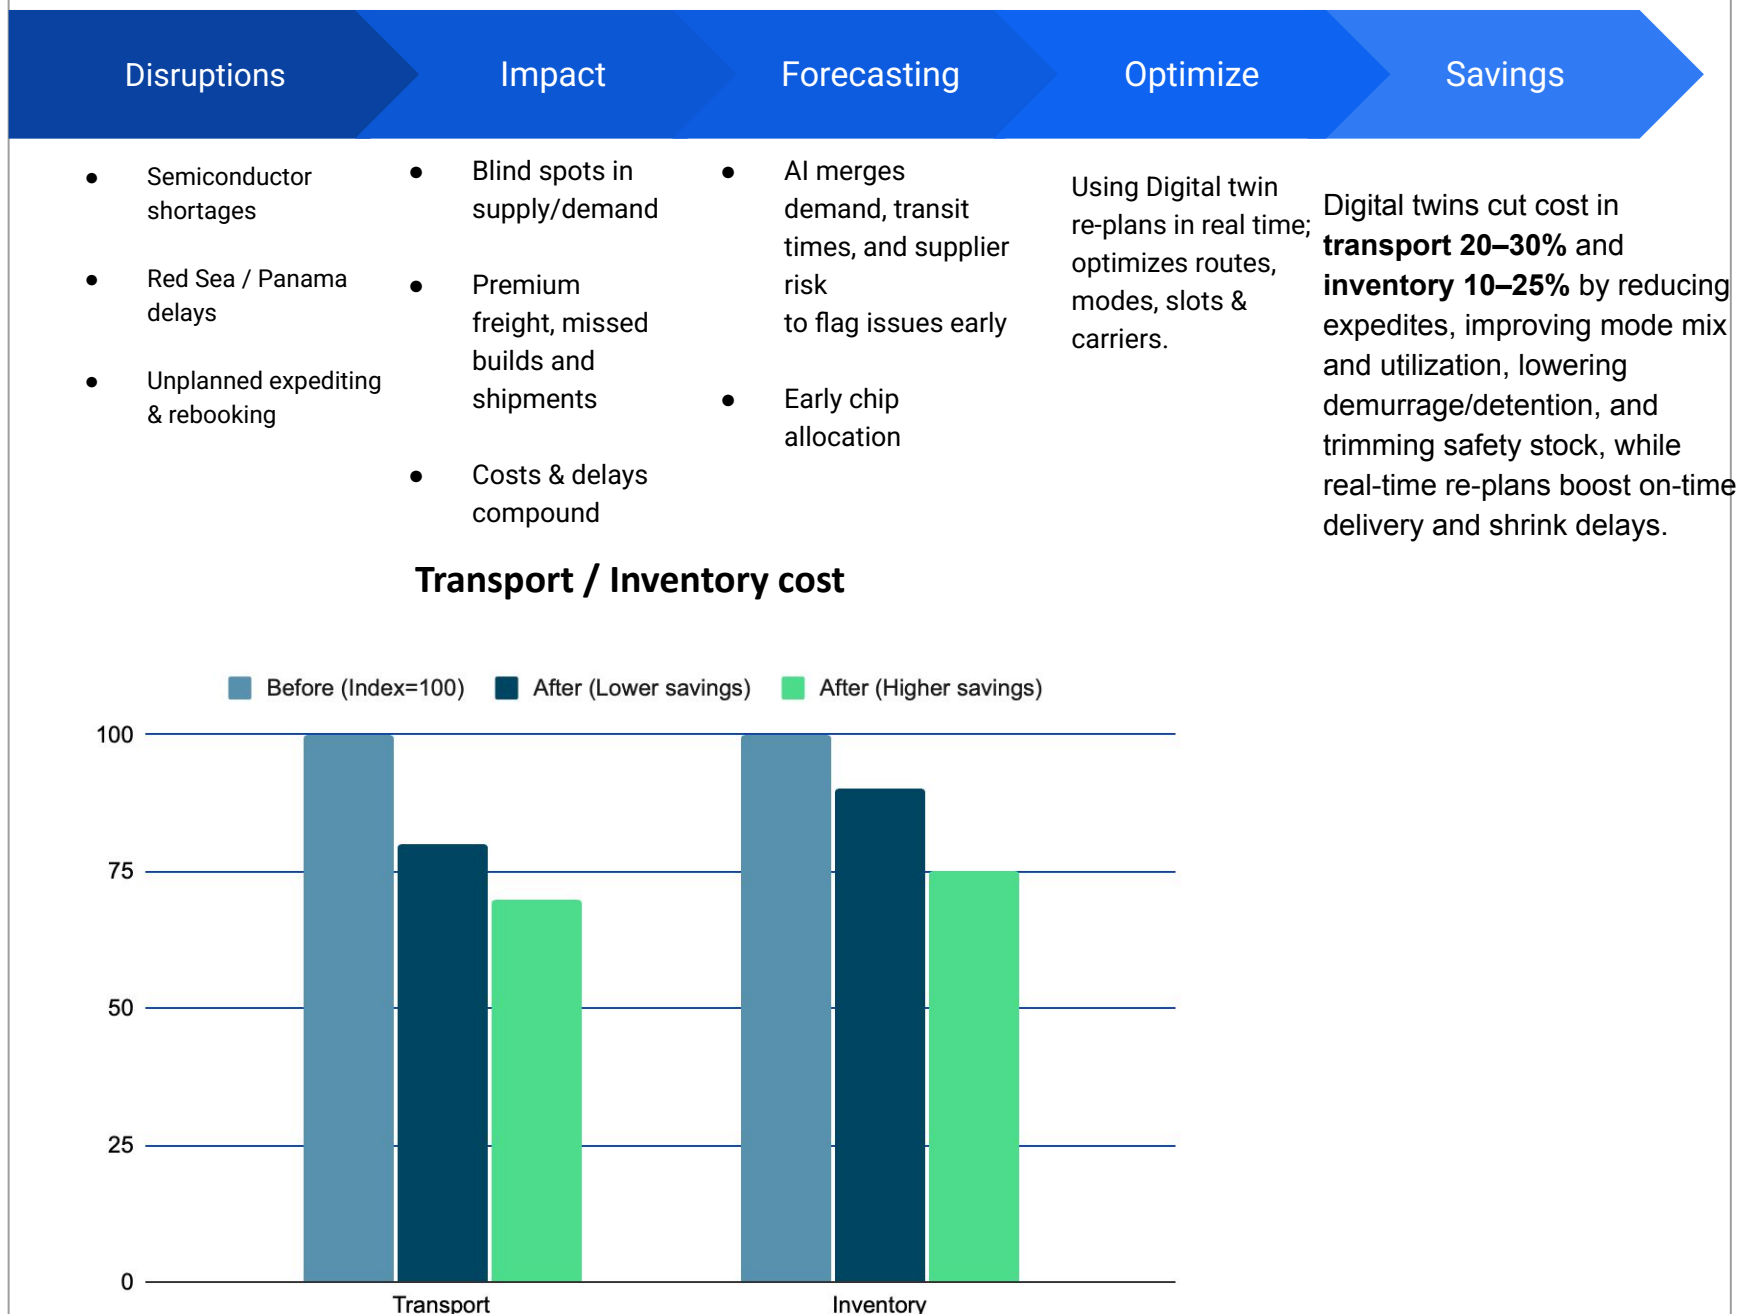 Disruptions
Impact
Forecasting
Optimize
Savings
● Semiconductor
shortages
● Red Sea / Panama
delays
● Unplanned expediting
& rebooking
● Blind spots in
supply/demand
● Premium
freight, missed
builds and
shipments
● Costs & delays
compound
● AI merges
demand, transit
times, and supplier
risk
to flag issues early
● Early chip
allocation
Using Digital twin
re-plans in real time;
optimizes routes,
modes, slots &
carriers.
Digital twins cut cost in
transport 20–30% and
inventory 10–25% by reducing
expedites, improving mode mix
and utilization, lowering
demurrage/detention, and
trimming safety stock, while
real-time re-plans boost on-time
delivery and shrink delays.
Transport / Inventory cost
Before (Index=100)
After (Lower savings)
After (Higher savings)
100
75
50
25
0
Transport
Inventory